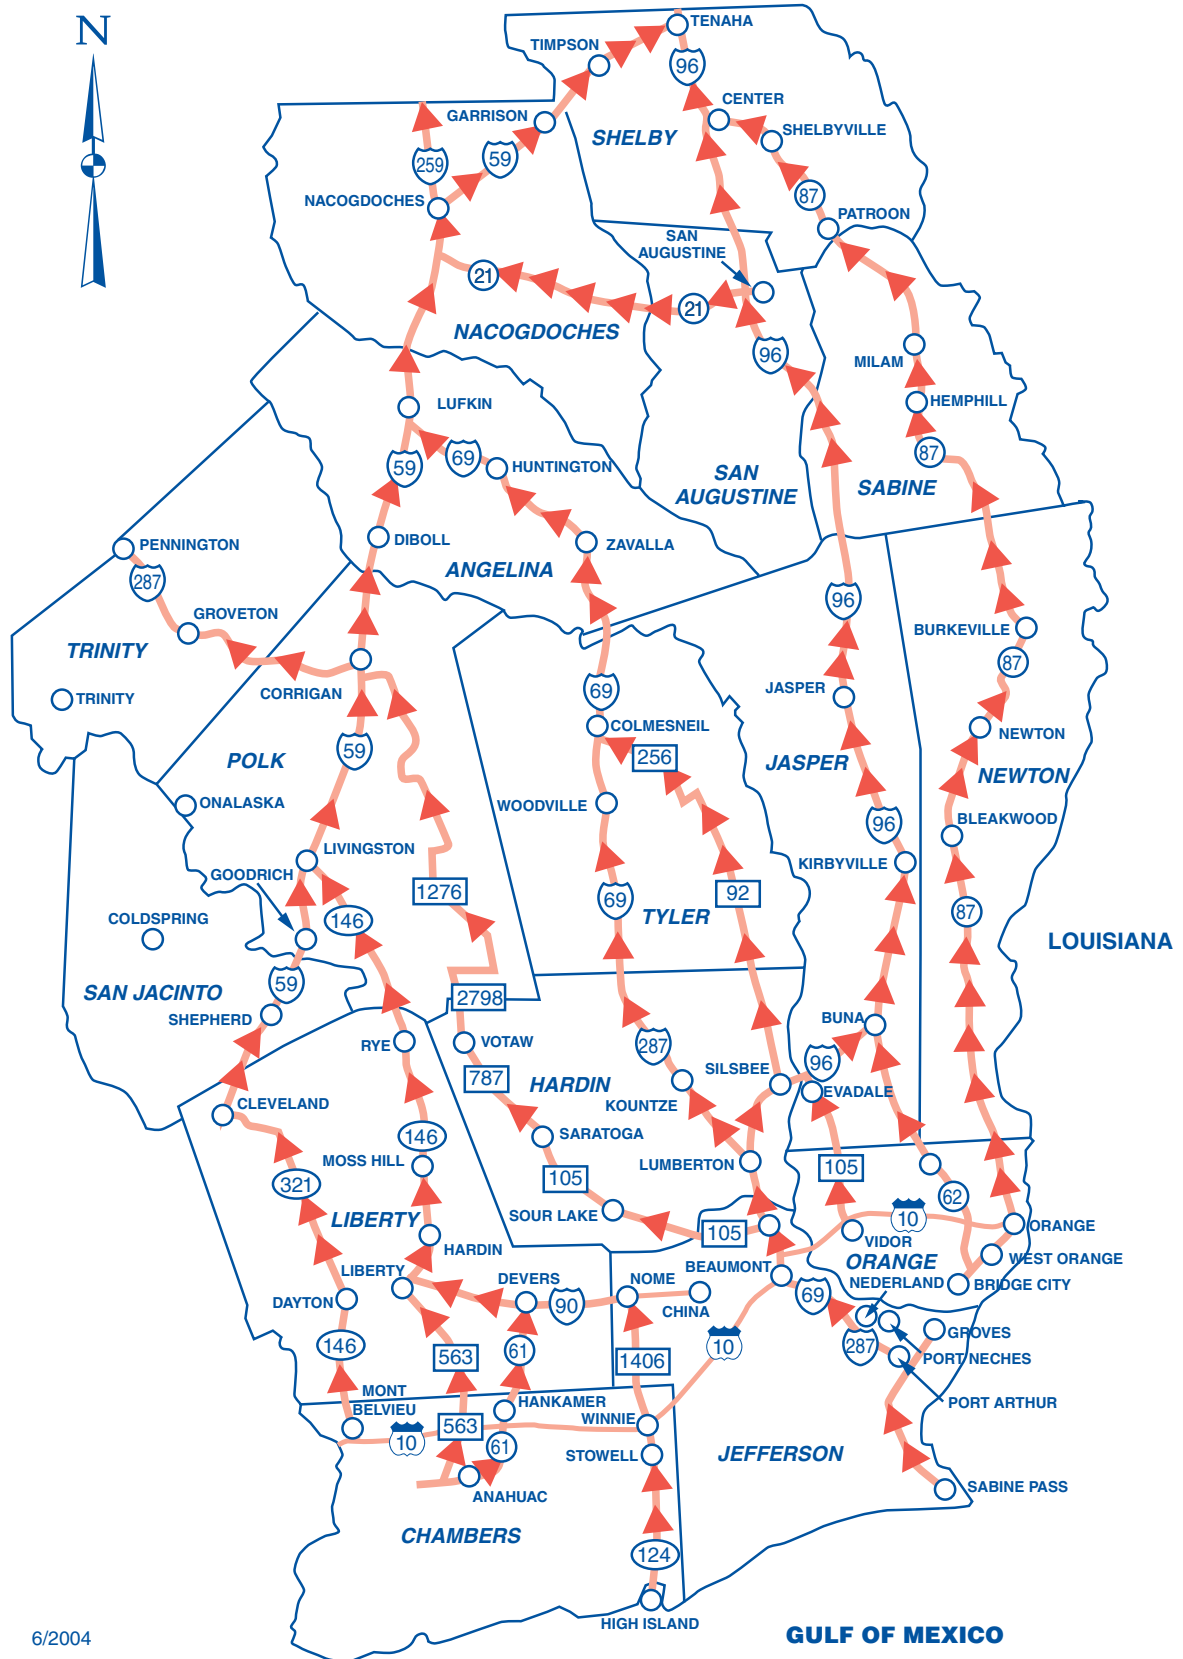 N
TENAHA
TIMPSON
96
CENTER
GARRISON
SHELBY
SHELBYVILLE
259
59
NACOGDOCHES
87
PATROON
SAN
AUGUSTINE
21
21
NACOGDOCHES
96
MILAM
HEMPHILL
LUFKIN
59
69
HUNTINGTON
87
SAN
AUGUSTINE
SABINE
DIBOLL
PENNINGTON
ZAVALLA
287
ANGELINA
96
GROVETON
BURKEVILLE
TRINITY
87
TRINITY
CORRIGAN
69
JASPER
COLMESNEIL
NEWTON
59
256
POLK
JASPER
NEWTON
ONALASKA
WOODVILLE
BLEAKWOOD
96
LIVINGSTON
KIRBYVILLE
GOODRICH
1276
92
69
87
COLDSPRING
146
TYLER
LOUISIANA
59
SAN JACINTO
2798
SHEPHERD
BUNA
RYE
VOTAW
287
96
SILSBEE
787
HARDIN
EVADALE
CLEVELAND
KOUNTZE
146
SARATOGA
MOSS HILL
LUMBERTON
105
321
105
62
LIBERTY
SOUR LAKE
105
10
ORANGE
HARDIN
VIDOR
ORANGE
WEST ORANGE
LIBERTY
DEVERS
NOME
BEAUMONT
NEDERLAND
BRIDGE CITY
DAYTON
90
CHINA
69
146
563
61
1406
10
287
GROVES
PORT NECHES
MONT
BELVIEU
HANKAMER
PORT ARTHUR
10
563
WINNIE
61
STOWELL
JEFFERSON
ANAHUAC
SABINE PASS
CHAMBERS
124
HIGH ISLAND
6/2004
GULF OF MEXICO